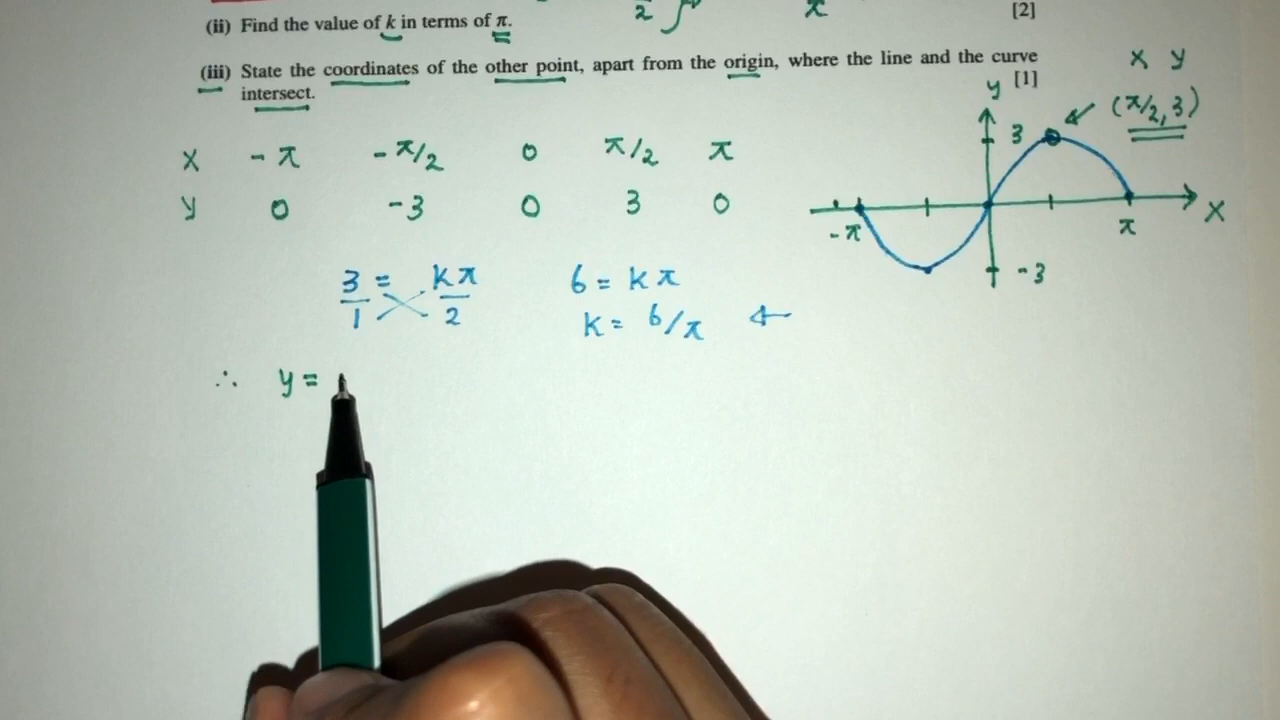 (ii) Find the value of k in terms of π. [2]
(iii) State the coordinates of the other point, apart from the origin, where the line and the curve
intersect. [1]
x y
(π/2, 3)
y
3
x -π -π/2 0 π/2 π
y 0 -3 0 3 0
-π π x
-3
3/1 = kπ/2 6 = kπ
k = 6/π ←
∴ y =